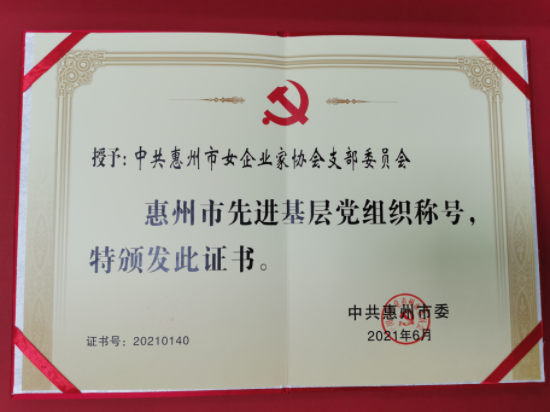 授予：中共惠州市女企业家协会支部委员会
惠州市先进基层党组织称号，
特颁发此证书。
中共惠州市委
证书号：20210140
2021年6月